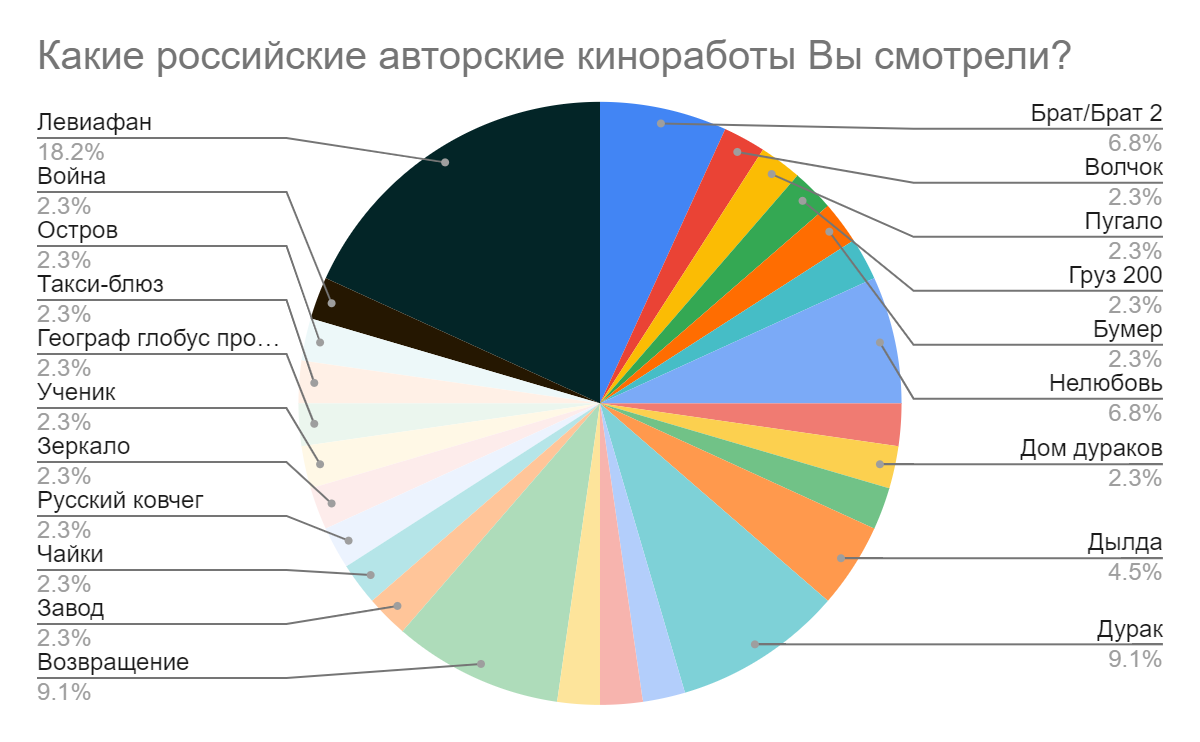 Какие российские авторские киноработы Вы смотрели?
Левиафан
18.2%
Война
2.3%
Остров
2.3%
Такси-блюз
2.3%
Географ глобус про…
2.3%
Ученик
2.3%
Зеркало
2.3%
Русский ковчег
2.3%
Чайки
2.3%
Завод
2.3%
Возвращение
9.1%
Брат/Брат 2
6.8%
Волчок
2.3%
Пугало
2.3%
Груз 200
2.3%
Бумер
2.3%
Нелюбовь
6.8%
Дом дураков
2.3%
Дылда
4.5%
Дурак
9.1%